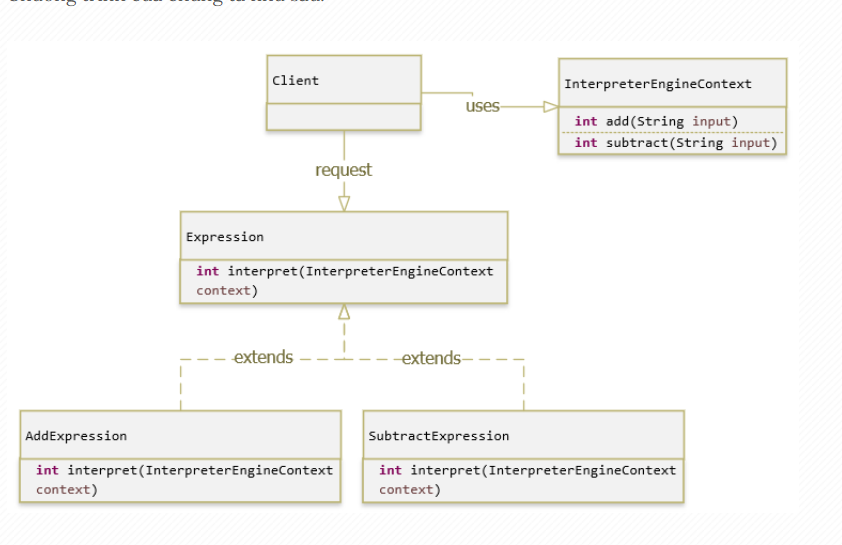 Client
InterpreterEngineContext
uses
int add(String input)
int subtract(String input)
request
Expression
int interpret(InterpreterEngineContext
context)
extends
extends
AddExpression
SubtractExpression
int interpret(InterpreterEngineContext
context)
int interpret(InterpreterEngineContext
context)